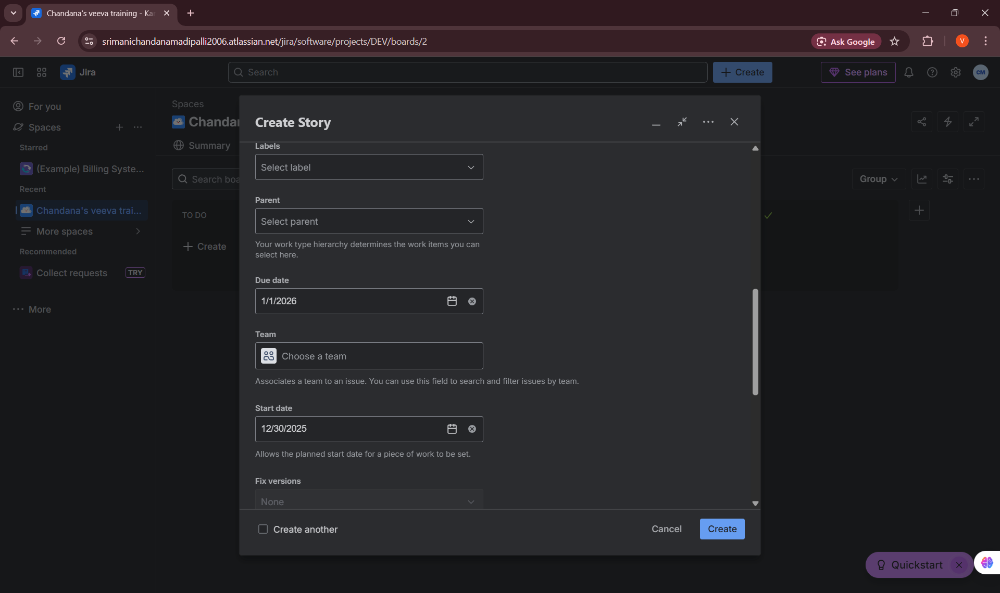 Chandana's veeva training - Ka
srimanichandanamadipalli2006.atlassian.net/jira/software/projects/DEV/boards/2
Ask Google
V
Jira
Search
Create
See plans
CM
For you
Spaces
Starred
(Example) Billing Syste...
Recent
Chandana's veeva trai...
More spaces
Recommended
Collect requests
TRY
More
Spaces
Chandan
Summary
Search boa
Group
TO DO
Create
Create Story
Labels
Select label
Parent
Select parent
Your work type hierarchy determines the work items you can
select here.
Due date
1/1/2026
Team
Choose a team
Associates a team to an issue. You can use this field to search and filter issues by team.
Start date
12/30/2025
Allows the planned start date for a piece of work to be set.
Fix versions
None
Create another
Cancel
Create
Quickstart